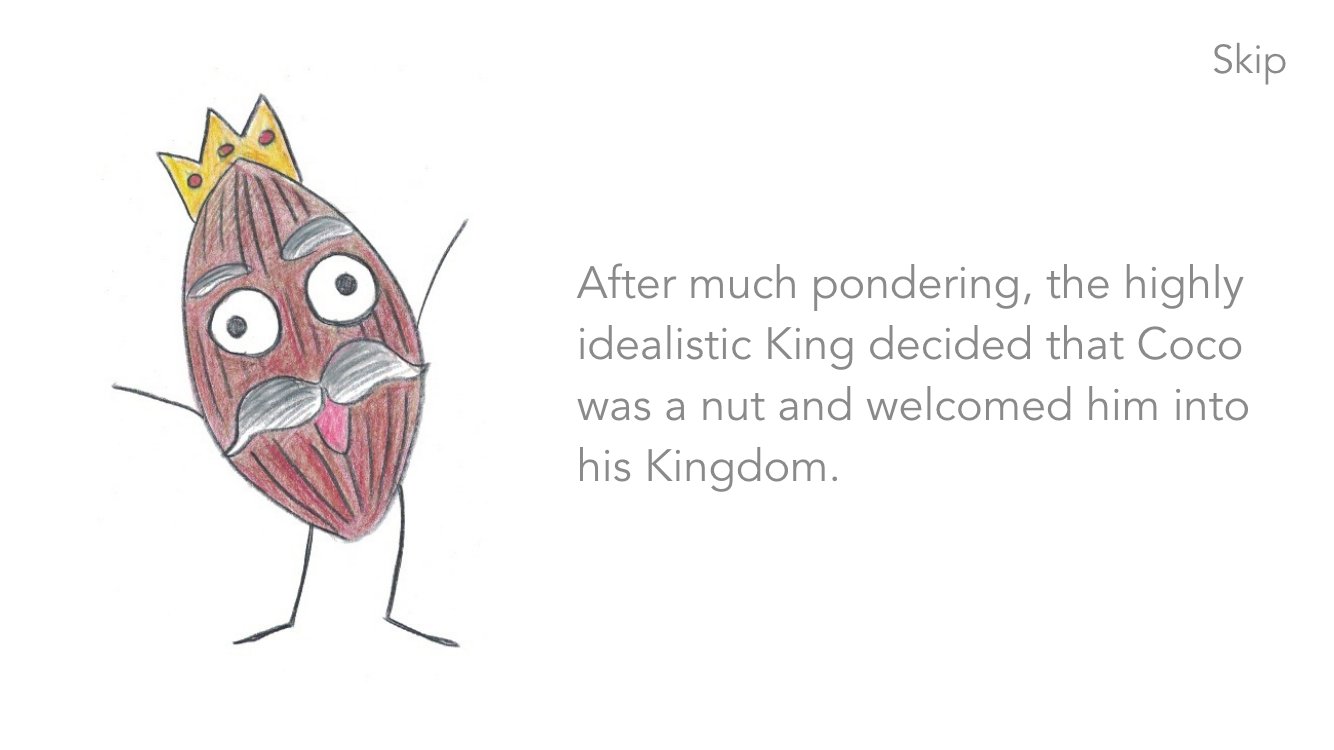 Skip
After much pondering, the highly
idealistic King decided that Coco
was a nut and welcomed him into
his Kingdom.